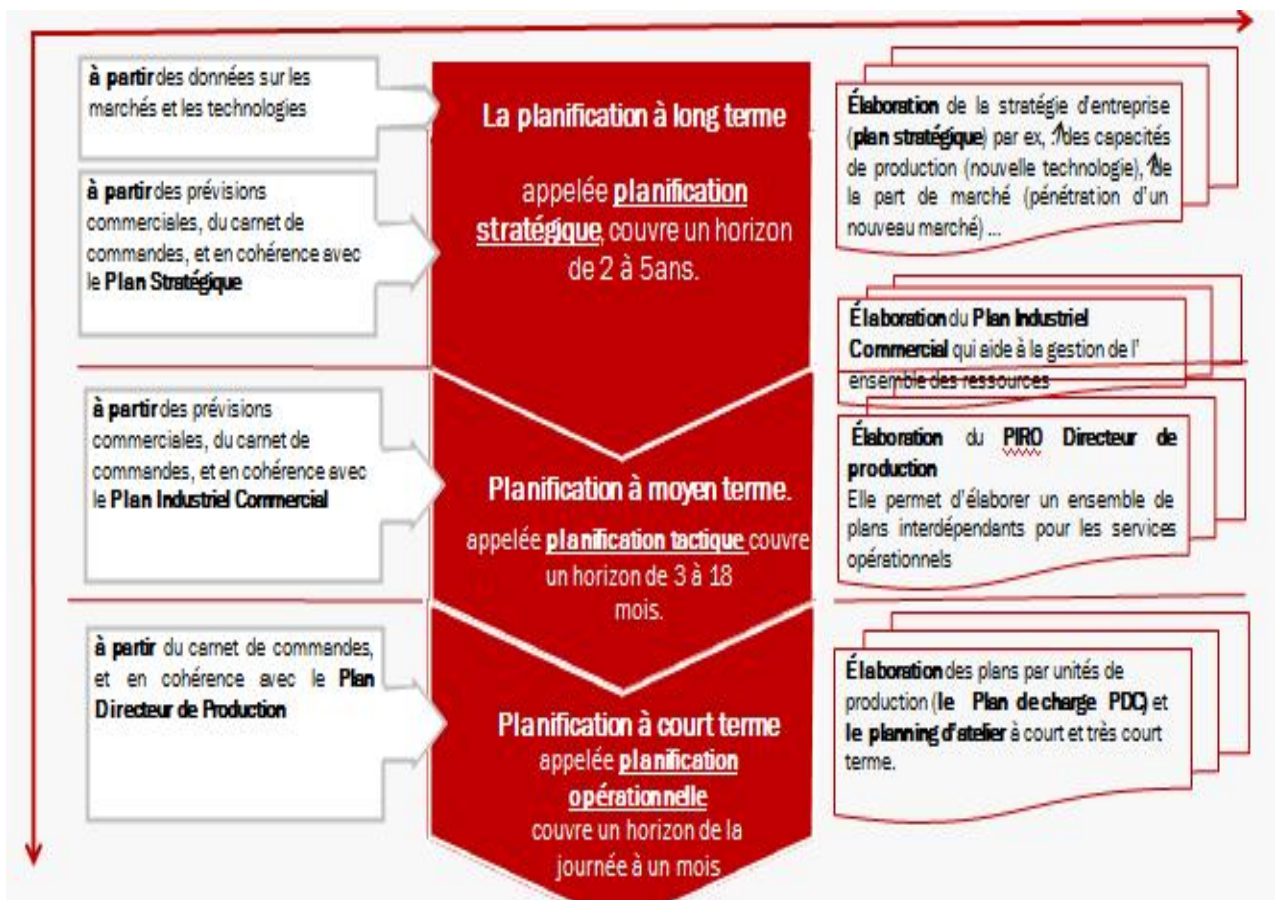 à partir des données sur les
marchés et les technologies
à partir des prévisions
commerciales, du carnet de
commandes, et en cohérence avec
le Plan Stratégique
La planification à long terme
appelée planification
stratégique, couvre un horizon
de 2 à 5ans.
Élaboration de la stratégie d'entreprise
(plan stratégique) par ex, :↑des capacités
de production (nouvelle technologie), ↑de
la part de marché (pénétration d'un
nouveau marché) ...
Élaboration du Plan Industriel
Commercial qui aide à la gestion de l'
ensemble des ressources
à partir des prévisions
commerciales, du carnet de
commandes, et en cohérence avec
le Plan Industriel Commercial
Planification à moyen terme.
appelée planification tactique couvre
un horizon de 3 à 18
mois.
Élaboration du PIRO Directeur de
production
Elle permet d'élaborer un ensemble de
plans interdépendants pour les services
opérationnels
à partir du carnet de commandes,
et en cohérence avec le Plan
Directeur de Production
Planification à court terme
appelée planification
opérationnelle
couvre un horizon de la
journée à un mois
Élaboration des plans par unités de
production (le Plan de charge PDC) et
le planning d'atelier à court et très court
terme.